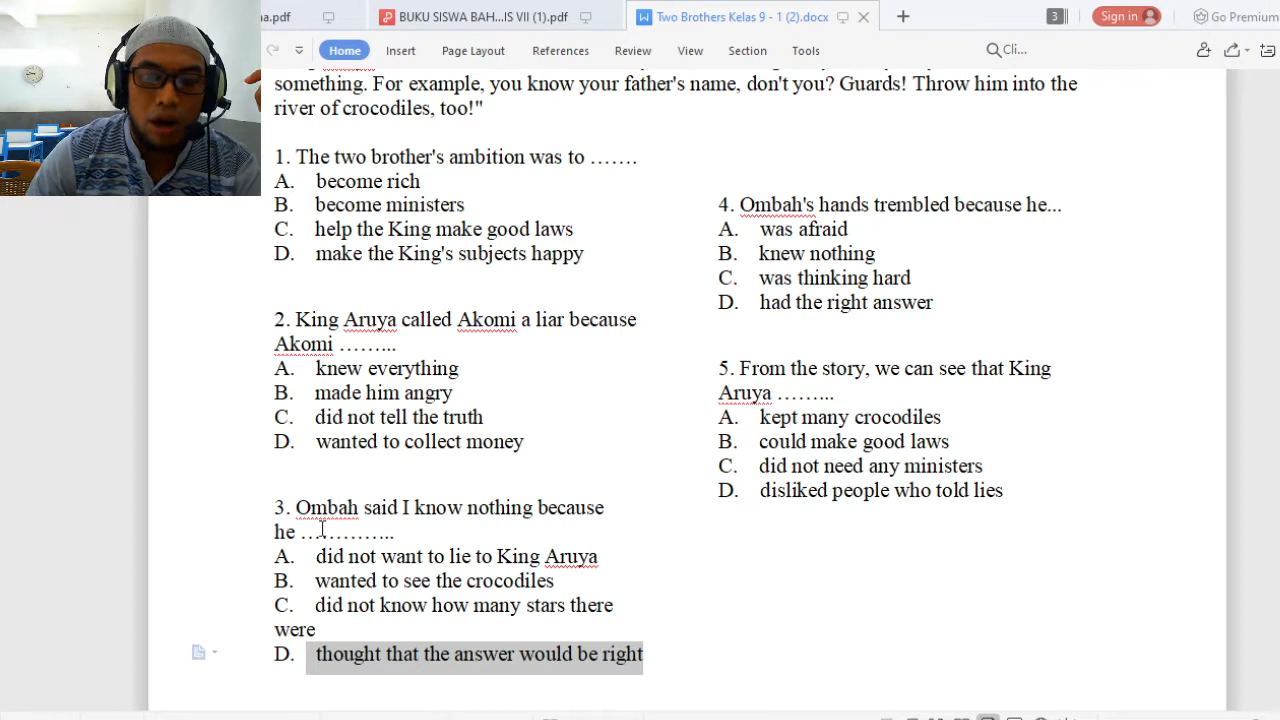 na.pdf
BUKU SISWA BAH...IS VII (1).pdf
Two Brothers Kelas 9 - 1 (2).docx
3
Sign in
Go Premium
Home
Insert
Page Layout
References
Review
View
Section
Tools
Cli...
something. For example, you know your father's name, don't you? Guards! Throw him into the
river of crocodiles, too!"
1. The two brother's ambition was to …….
A. become rich
B. become ministers
C. help the King make good laws
D. make the King's subjects happy
2. King Aruya called Akomi a liar because
Akomi ……...
A. knew everything
B. made him angry
C. did not tell the truth
D. wanted to collect money
3. Ombah said I know nothing because
he …………..
A. did not want to lie to King Aruya
B. wanted to see the crocodiles
C. did not know how many stars there
were
D. thought that the answer would be right
4. Ombah's hands trembled because he...
A. was afraid
B. knew nothing
C. was thinking hard
D. had the right answer
5. From the story, we can see that King
Aruya ……...
A. kept many crocodiles
B. could make good laws
C. did not need any ministers
D. disliked people who told lies